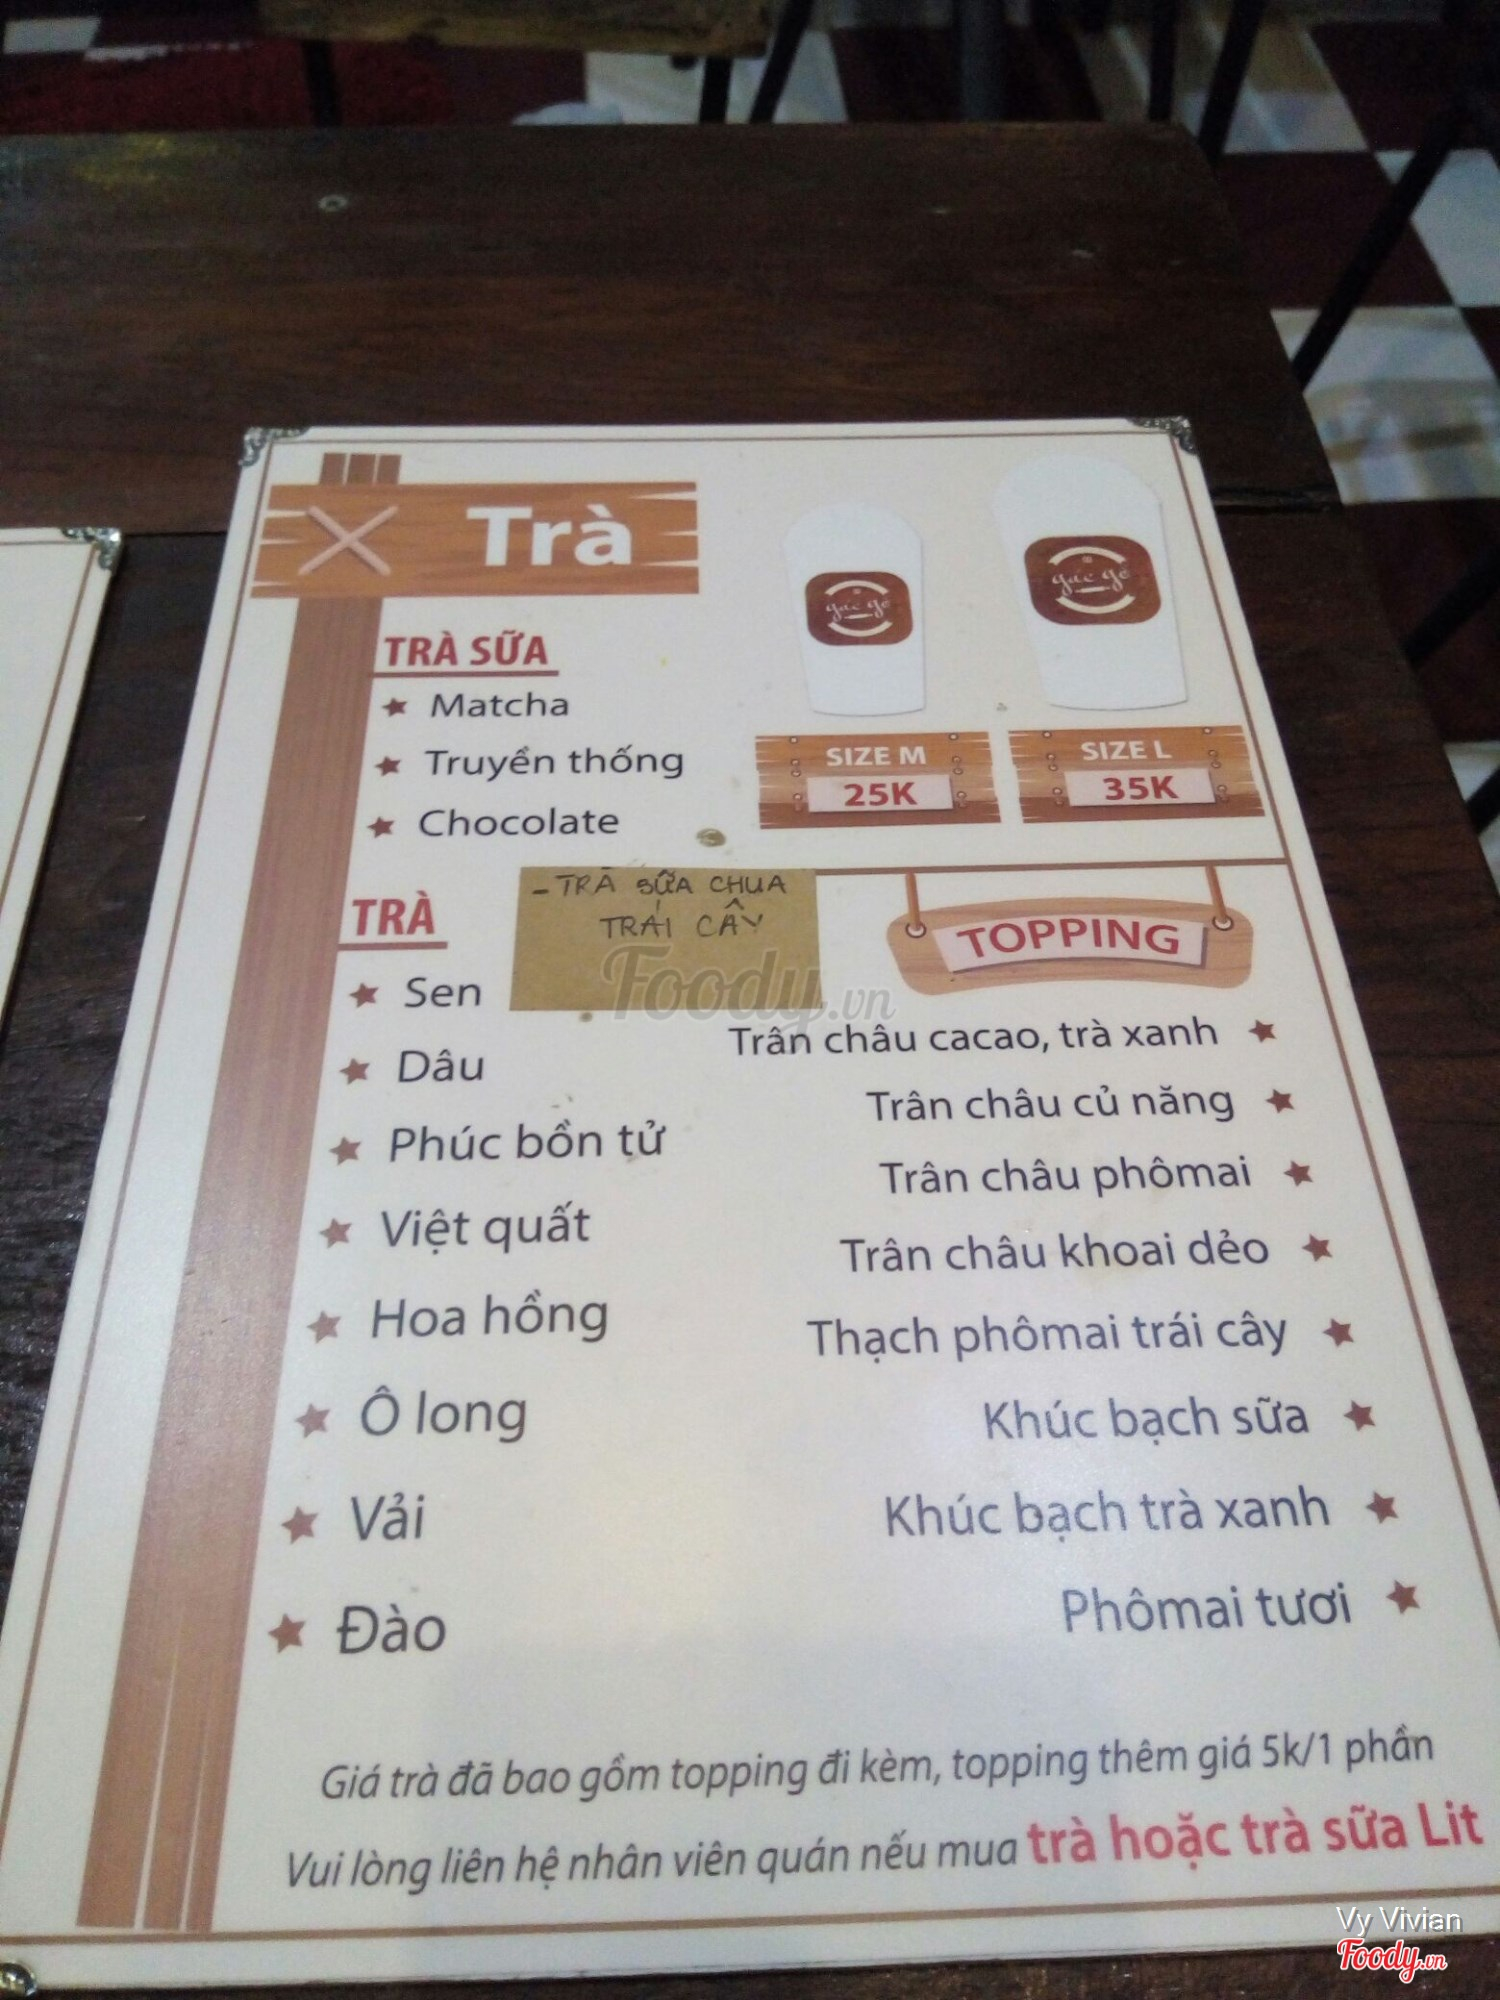 Trà
gác gỗ
gác gỗ
TRÀ SỮA
Matcha
Truyền thống
Chocolate
SIZE M
25K
SIZE L
35K
TRÀ
- TRÀ SỮA CHUA
TRÁI CÂY
Sen
Dâu
Phúc bồn tử
Việt quất
Hoa hồng
Ô long
Vải
Đào
TOPPING
Trân châu cacao, trà xanh
Trân châu củ năng
Trân châu phômai
Trân châu khoai dẻo
Thạch phômai trái cây
Khúc bạch sữa
Khúc bạch trà xanh
Phômai tươi
Giá trà đã bao gồm topping đi kèm, topping thêm giá 5k/1 phần
Vui lòng liên hệ nhân viên quán nếu mua trà hoặc trà sữa Lit
Foody.vn
Vy Vivian
Foody.vn